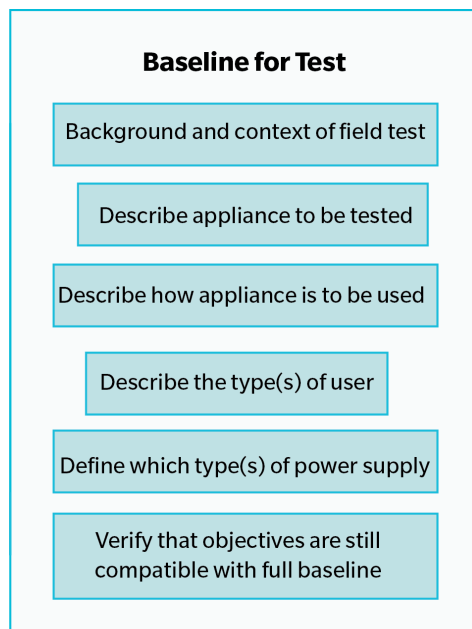 Baseline for Test
Background and context of field test
Describe appliance to be tested
Describe how appliance is to be used
Describe the type(s) of user
Define which type(s) of power supply
Verify that objectives are still
compatible with full baseline